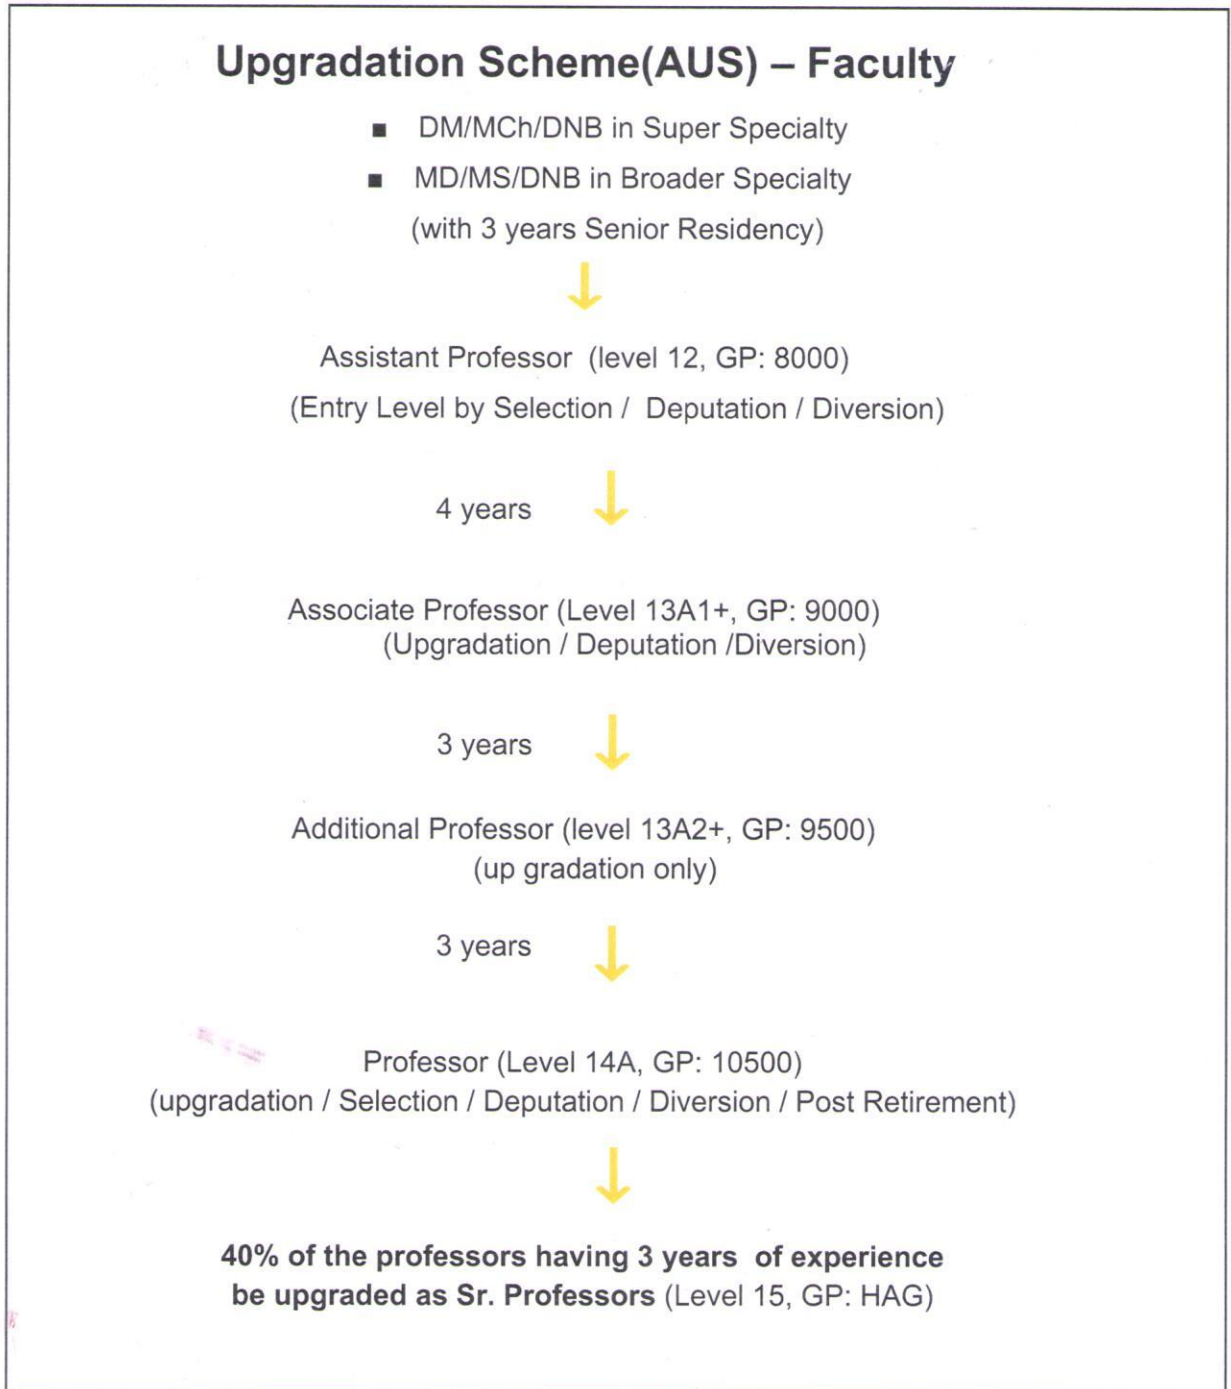 Upgradation Scheme(AUS) – Faculty
▪ DM/MCh/DNB in Super Specialty
▪ MD/MS/DNB in Broader Specialty
(with 3 years Senior Residency)
↓
Assistant Professor (level 12, GP: 8000)
(Entry Level by Selection / Deputation / Diversion)
4 years ↓
Associate Professor (Level 13A1+, GP: 9000)
(Upgradation / Deputation /Diversion)
3 years ↓
Additional Professor (level 13A2+, GP: 9500)
(up gradation only)
3 years ↓
Professor (Level 14A, GP: 10500)
(upgradation / Selection / Deputation / Diversion / Post Retirement)
↓
40% of the professors having 3 years of experience
be upgraded as Sr. Professors (Level 15, GP: HAG)